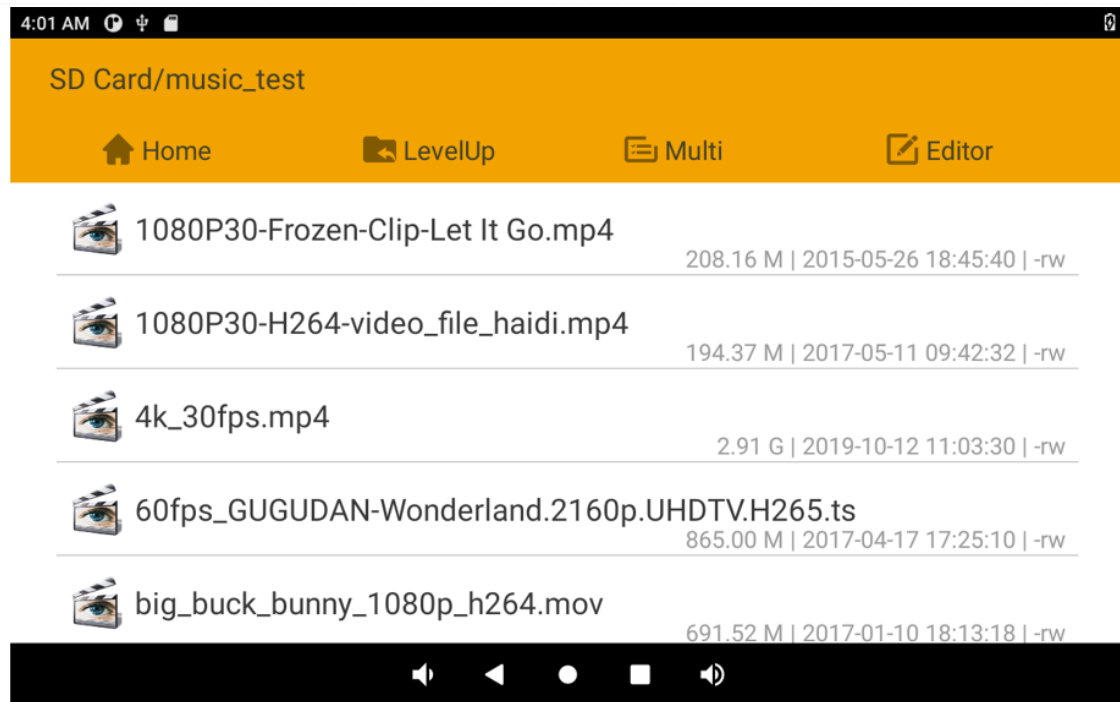 4:01 AM
SD Card/music_test
Home LevelUp Multi Editor
1080P30-Frozen-Clip-Let It Go.mp4
208.16 M | 2015-05-26 18:45:40 | -rw
1080P30-H264-video_file_haidi.mp4
194.37 M | 2017-05-11 09:42:32 | -rw
4k_30fps.mp4
2.91 G | 2019-10-12 11:03:30 | -rw
60fps_GUGUDAN-Wonderland.2160p.UHDTV.H265.ts
865.00 M | 2017-04-17 17:25:10 | -rw
big_buck_bunny_1080p_h264.mov
691.52 M | 2017-01-10 18:13:18 | -rw